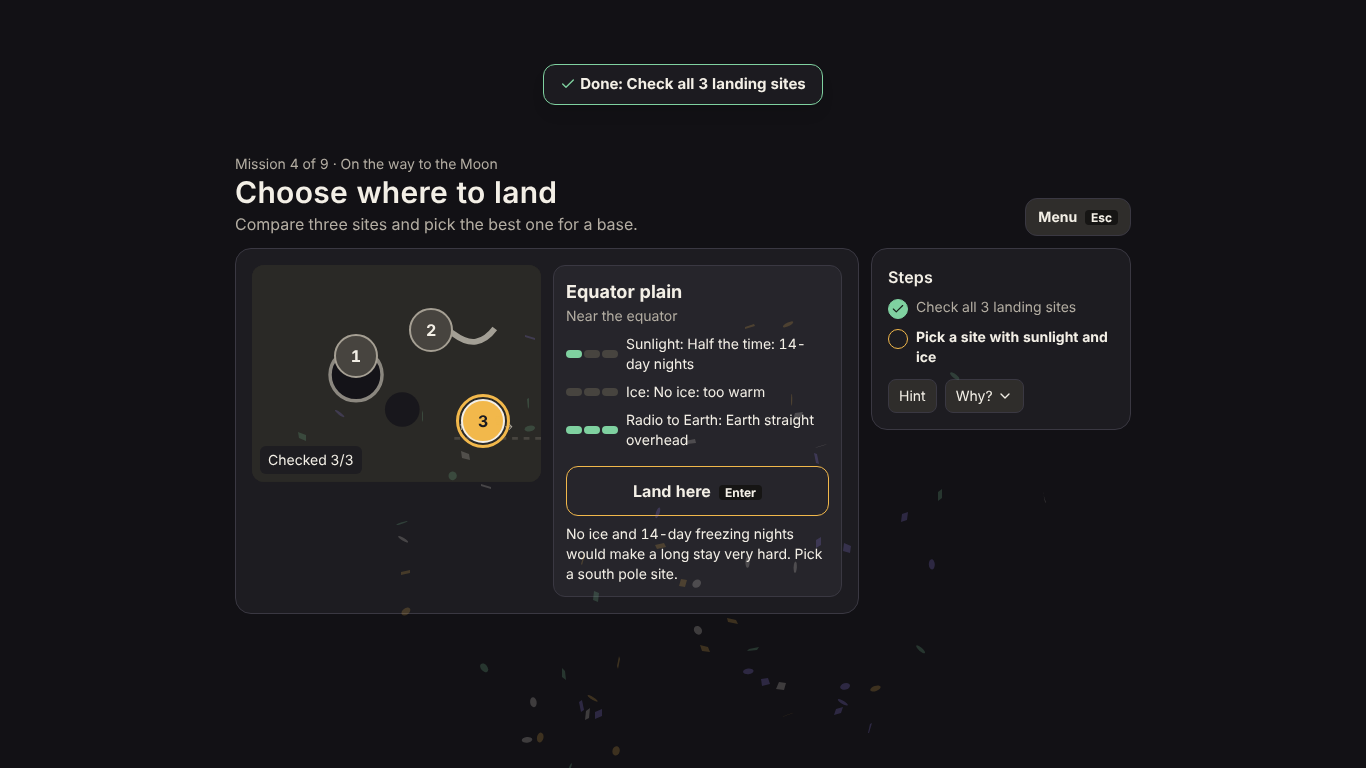 Done: Check all 3 landing sites
Mission 4 of 9 · On the way to the Moon
Choose where to land
Compare three sites and pick the best one for a base.
Menu Esc
1
2
3
Checked 3/3
Equator plain
Near the equator
Sunlight: Half the time: 14-
day nights
Ice: No ice: too warm
Radio to Earth: Earth straight
overhead
Land here Enter
No ice and 14-day freezing nights
would make a long stay very hard. Pick
a south pole site.
Steps
Check all 3 landing sites
Pick a site with sunlight and
ice
Hint
Why?